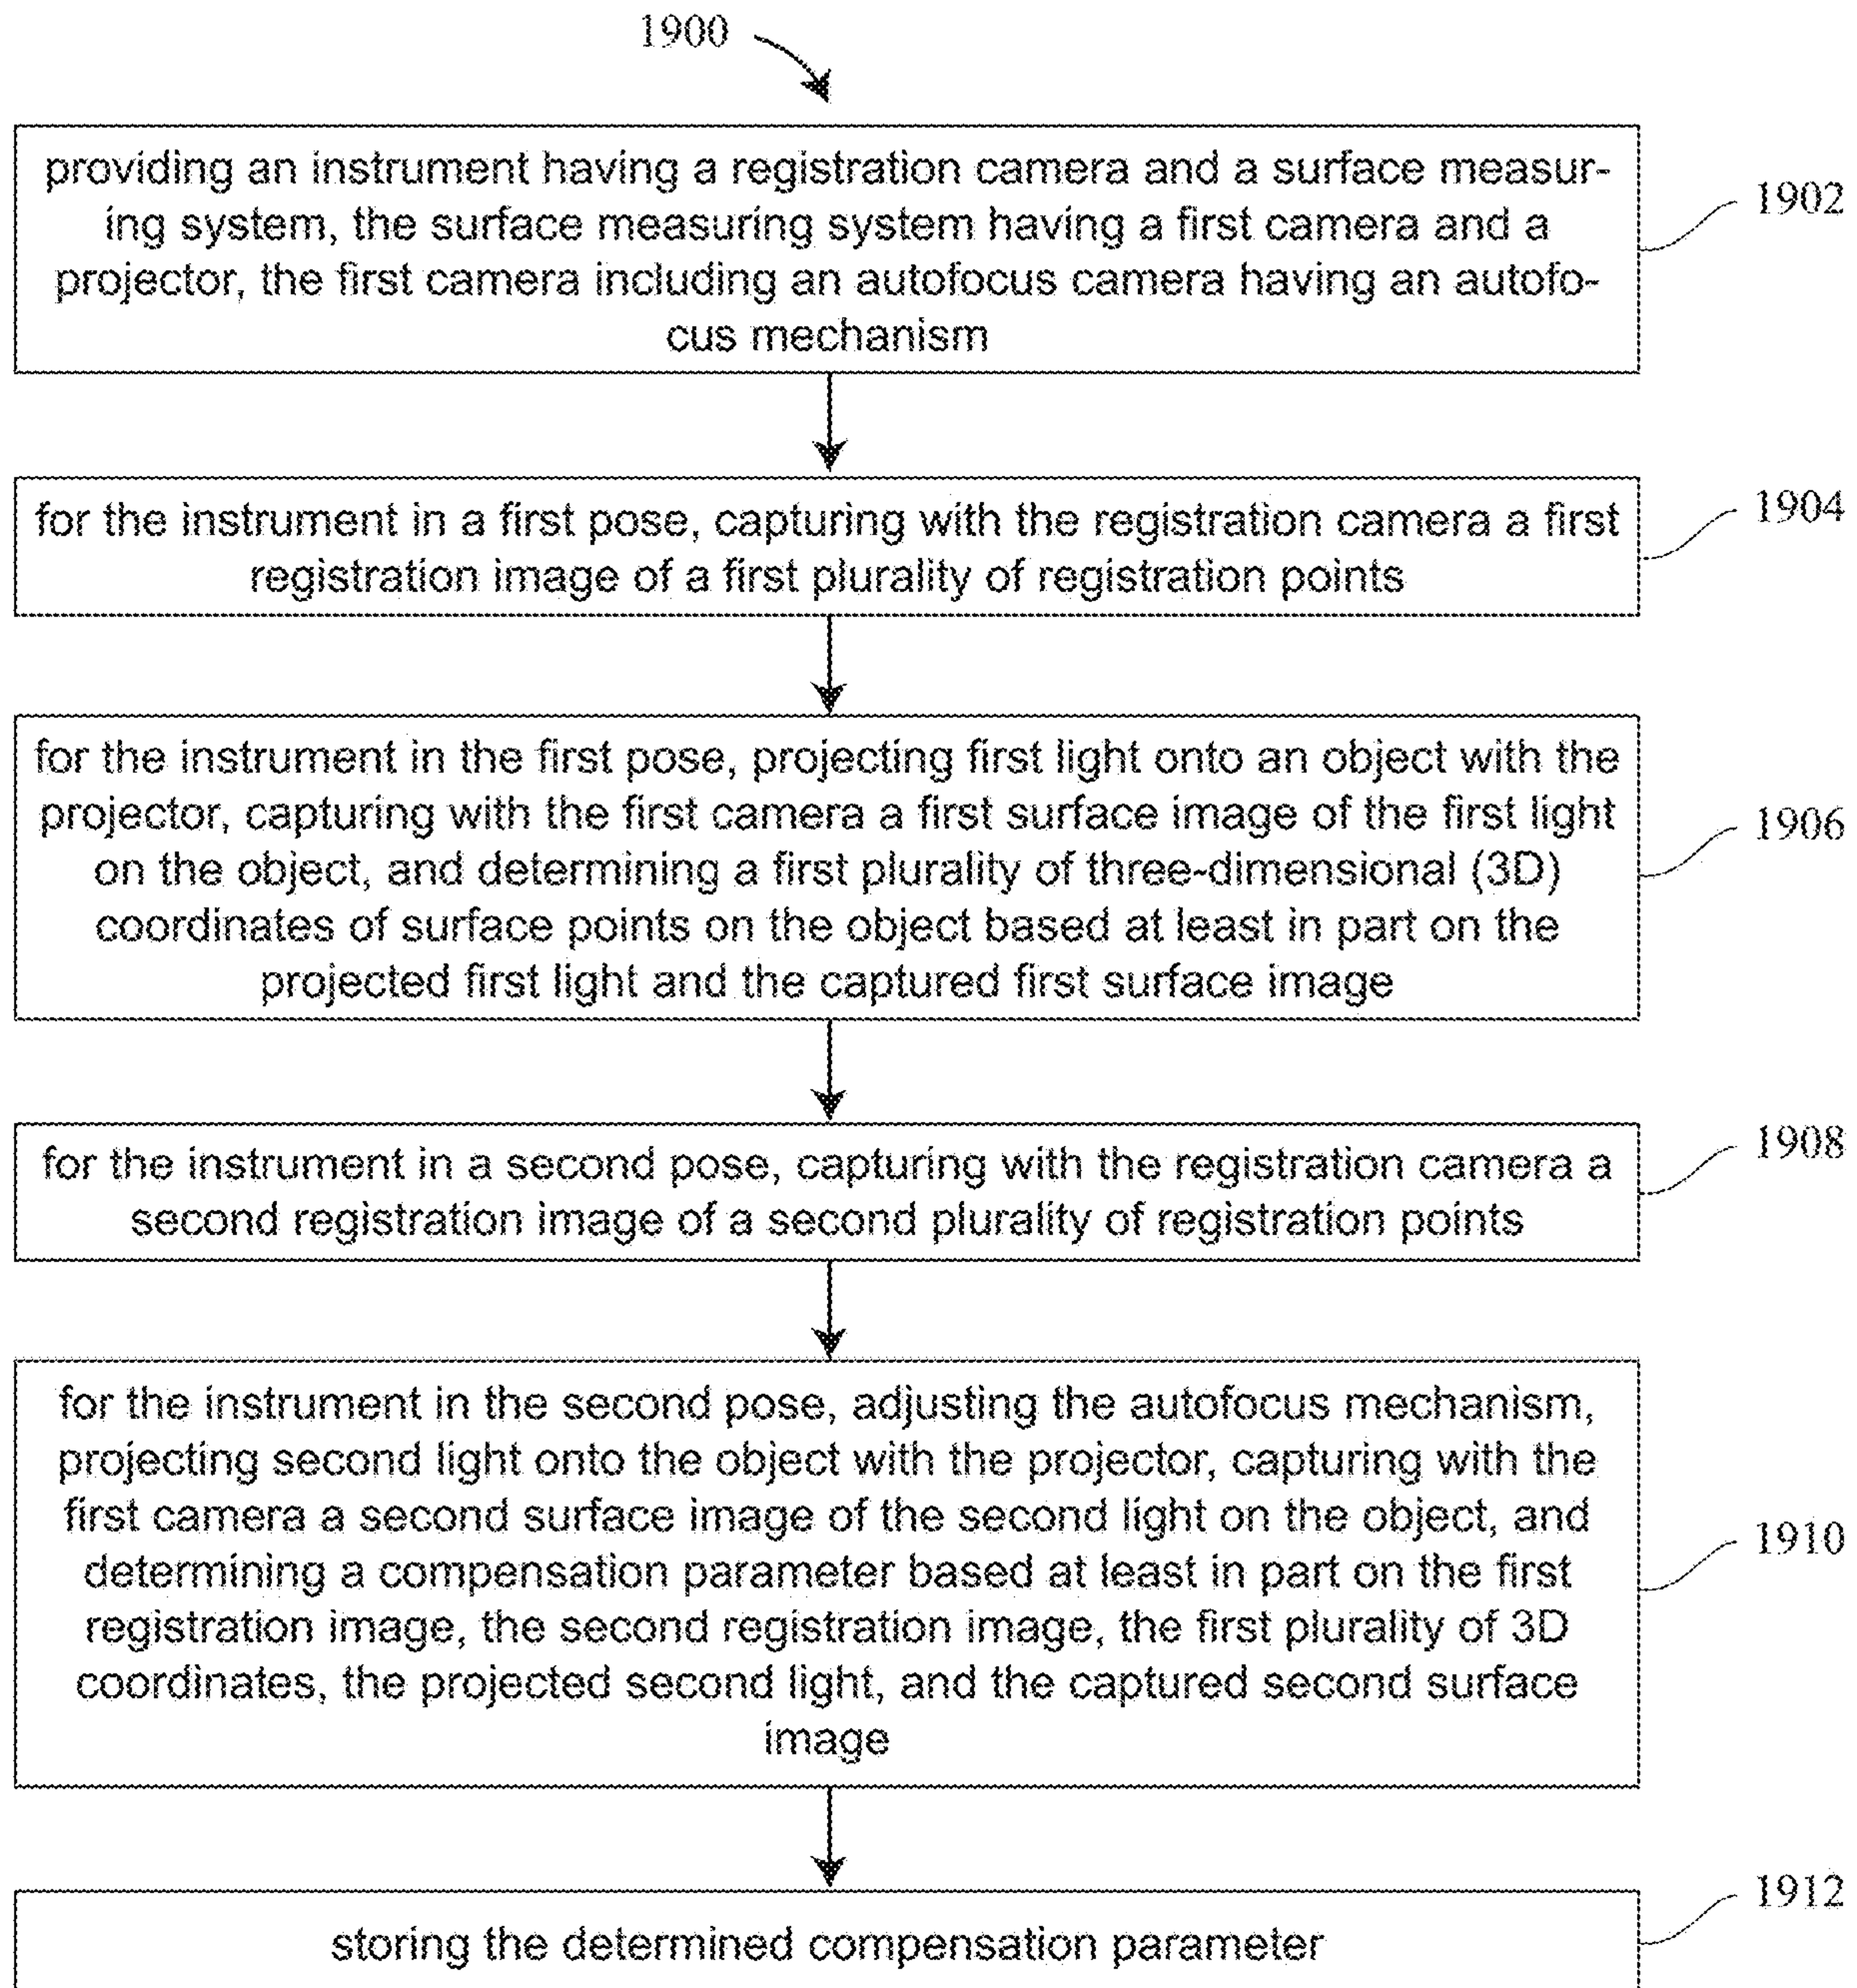 1900
providing an instrument having a registration camera and a surface measur-
ing system, the surface measuring system having a first camera and a
projector, the first camera including an autofocus camera having an autofo-
cus mechanism
1902
for the instrument in a first pose, capturing with the registration camera a first
registration image of a first plurality of registration points
1904
for the instrument in the first pose, projecting first light onto an object with the
projector, capturing with the first camera a first surface image of the first light
on the object, and determining a first plurality of three-dimensional (3D)
coordinates of surface points on the object based at least in part on the
projected first light and the captured first surface image
1906
for the instrument in a second pose, capturing with the registration camera a
second registration image of a second plurality of registration points
1908
for the instrument in the second pose, adjusting the autofocus mechanism,
projecting second light onto the object with the projector, capturing with the
first camera a second surface image of the second light on the object, and
determining a compensation parameter based at least in part on the first
registration image, the second registration image, the first plurality of 3D
coordinates, the projected second light, and the captured second surface
image
1910
storing the determined compensation parameter
1912